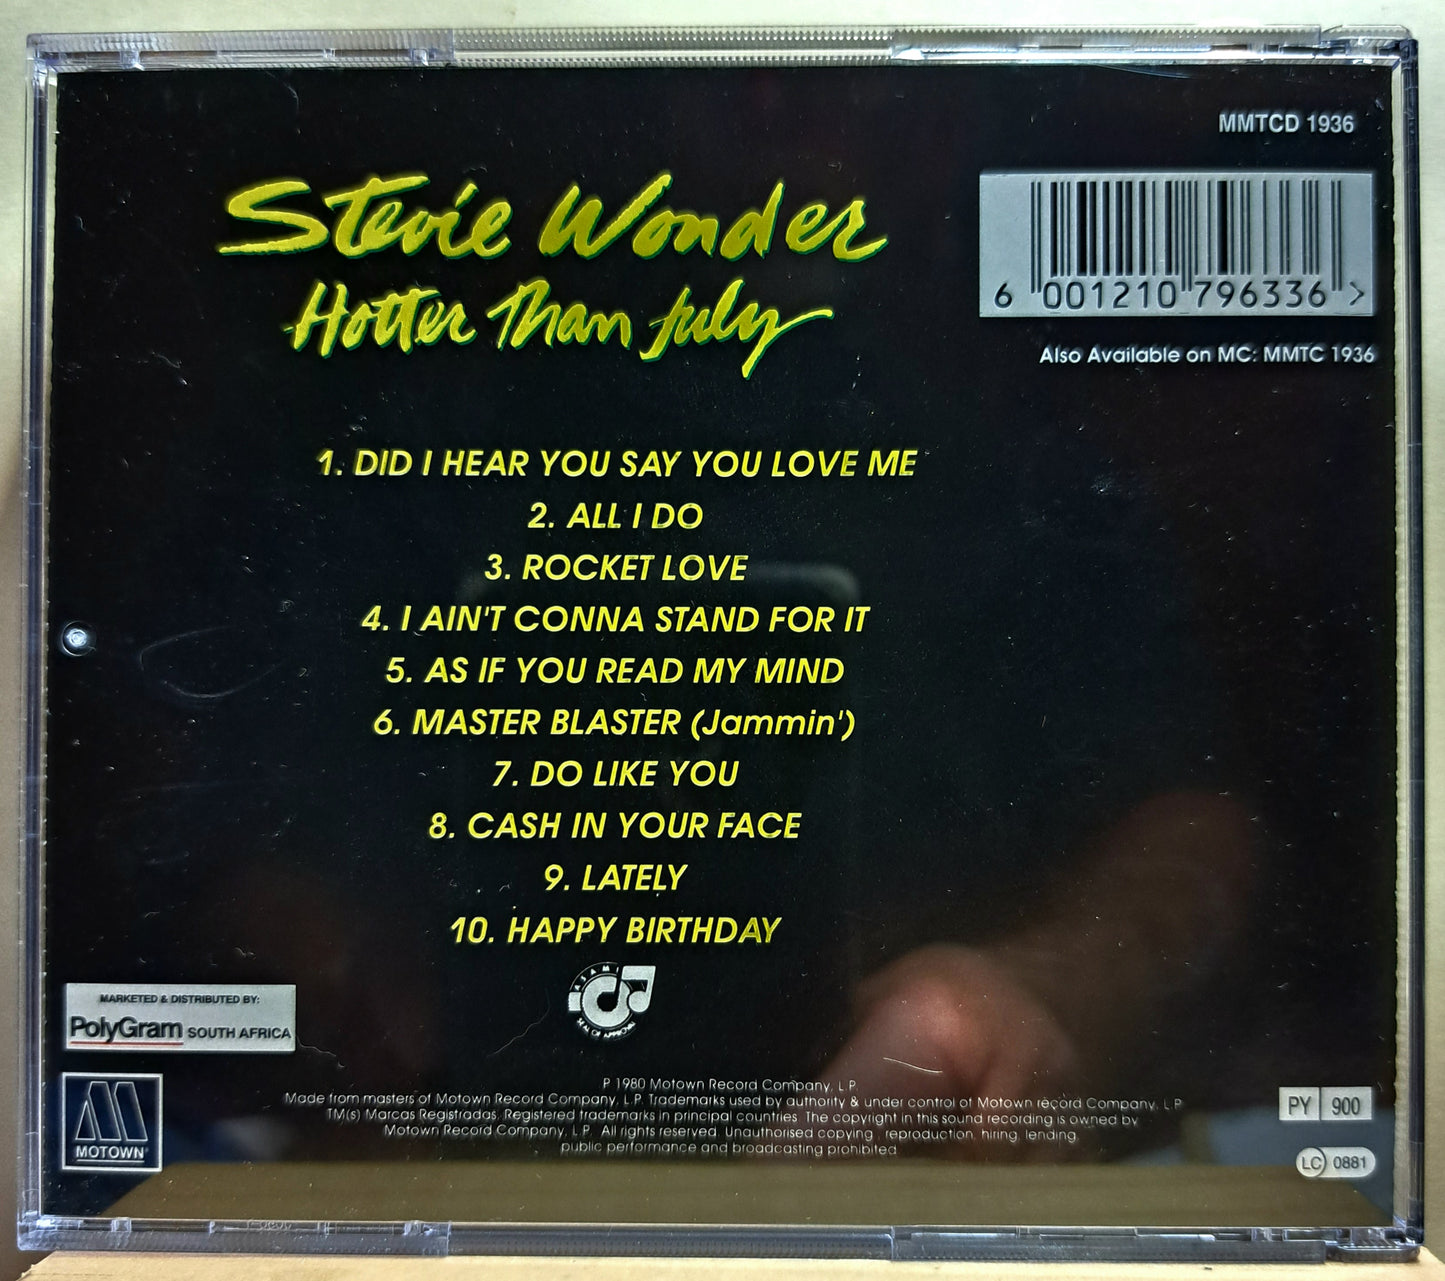 MMTCD 1936
Stevie Wonder
Hotter Than July
6 001210 796336 >
Also Available on MC: MMTC 1936
1. DID I HEAR YOU SAY YOU LOVE ME
2. ALL I DO
3. ROCKET LOVE
4. I AIN'T CONNA STAND FOR IT
5. AS IF YOU READ MY MIND
6. MASTER BLASTER (Jammin')
7. DO LIKE YOU
8. CASH IN YOUR FACE
9. LATELY
10. HAPPY BIRTHDAY
MARKETED & DISTRIBUTED BY:
PolyGram SOUTH AFRICA
ASAMI
SEAL OF APPROVAL
MOTOWN
P 1980 Motown Record Company, L.P.
Made from masters of Motown Record Company, L.P. Trademarks used by authority & under control of Motown record Company, L.P
TM(s) Marcas Registradas. Registered trademarks in principal countries. The copyright in this sound recording is owned by
Motown Record Company, L.P. All rights reserved. Unauthorised copying, reproduction, hiring, lending,
public performance and broadcasting prohibited
PY 900
LC 0881